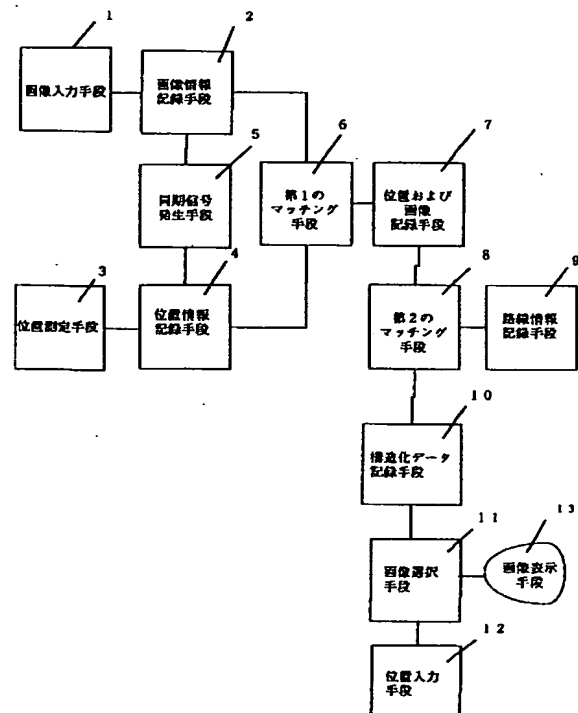 1
2
画像入力手段
画像情報
記録手段
5
同期信号
発生手段
6
第1の
マッチング
手段
7
位置および
画像
記録手段
3
位置測定手段
4
位置情報
記録手段
8
第2の
マッチング
手段
9
路線情報
記録手段
10
構造化データ
記録手段
11
画像選択
手段
13
画像表示
手段
12
位置入力
手段